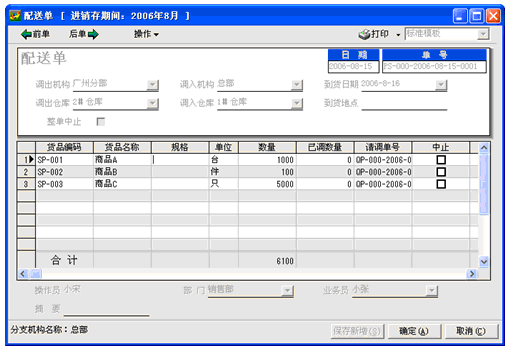 配送单 [ 进销存期间：2006年8月 ]
前单 后单 操作 打印 标准模板
配送单 日 期 单 号
2006-08-15 PS-000-2006-08-15-0001
调出机构 广州分部 调入机构 总部 到货日期 2006-8-16
调出仓库 2# 仓库 调入仓库 1# 仓库 到货地点
整单中止
货品编码 货品名称 规格 单位 数量 已调数量 请调单号 中止
1 SP-001 商品A 台 1000 0 OP-000-2006-0
2 SP-002 商品B 件 100 0 OP-000-2006-0
3 SP-003 商品C 只 5000 0 OP-000-2006-0
合 计 6100
操作员 小宋 部 门 销售部 业务员 小张
摘 要
分支机构名称：总部 保存新增(S) 确定(A) 取消(C)